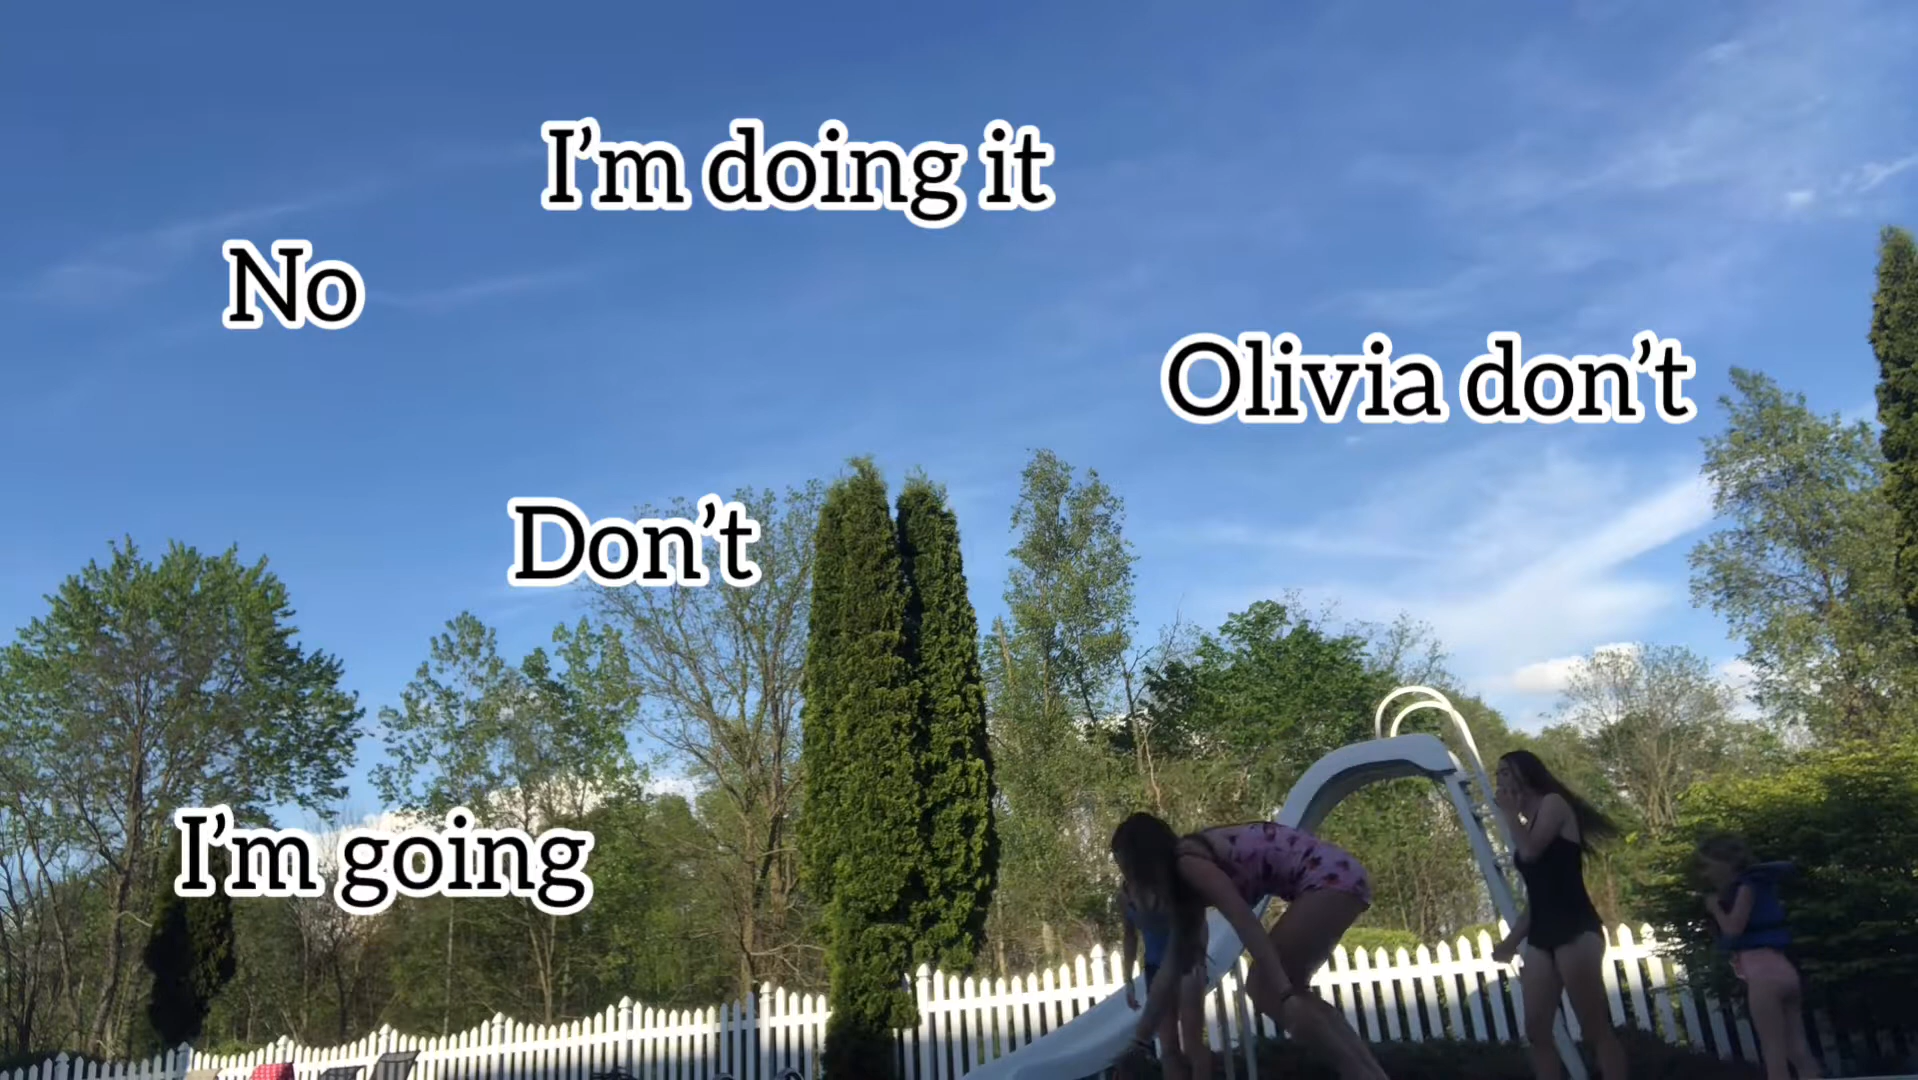 I’m doing it
No
Olivia don’t
Don’t
I’m going